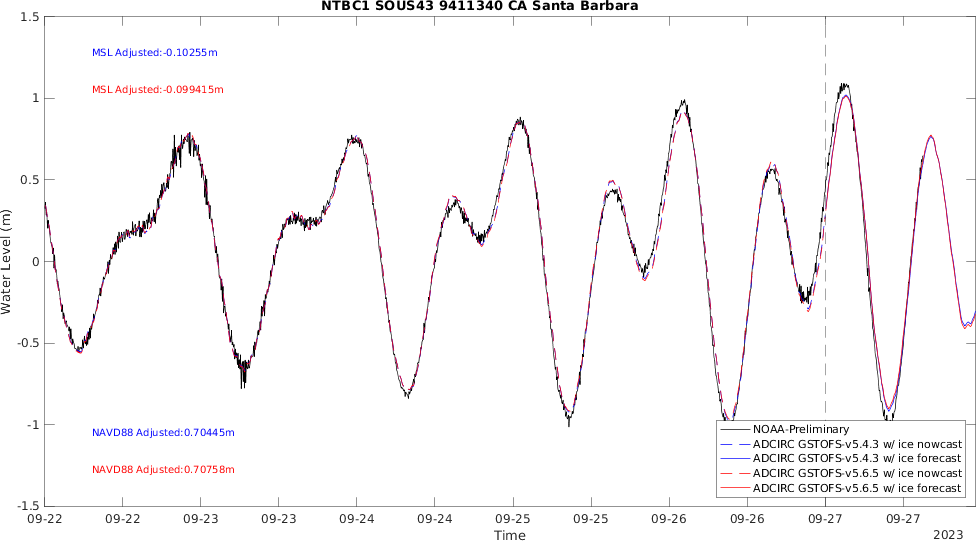 NTBC1 SOUS43 9411340 CA Santa Barbara
1.5
MSL Adjusted:-0.10255m
MSL Adjusted:-0.099415m
1
0.5
0
-0.5
-1
-1.5
Water Level (m)
NAVD88 Adjusted:0.70445m
NAVD88 Adjusted:0.70758m
NOAA-Preliminary
ADCIRC GSTOFS-v5.4.3 w/ ice nowcast
ADCIRC GSTOFS-v5.4.3 w/ ice forecast
ADCIRC GSTOFS-v5.6.5 w/ ice nowcast
ADCIRC GSTOFS-v5.6.5 w/ ice forecast
09-22 09-22 09-23 09-23 09-24 09-24 09-25 09-25 09-26 09-26 09-27 09-27
Time
2023